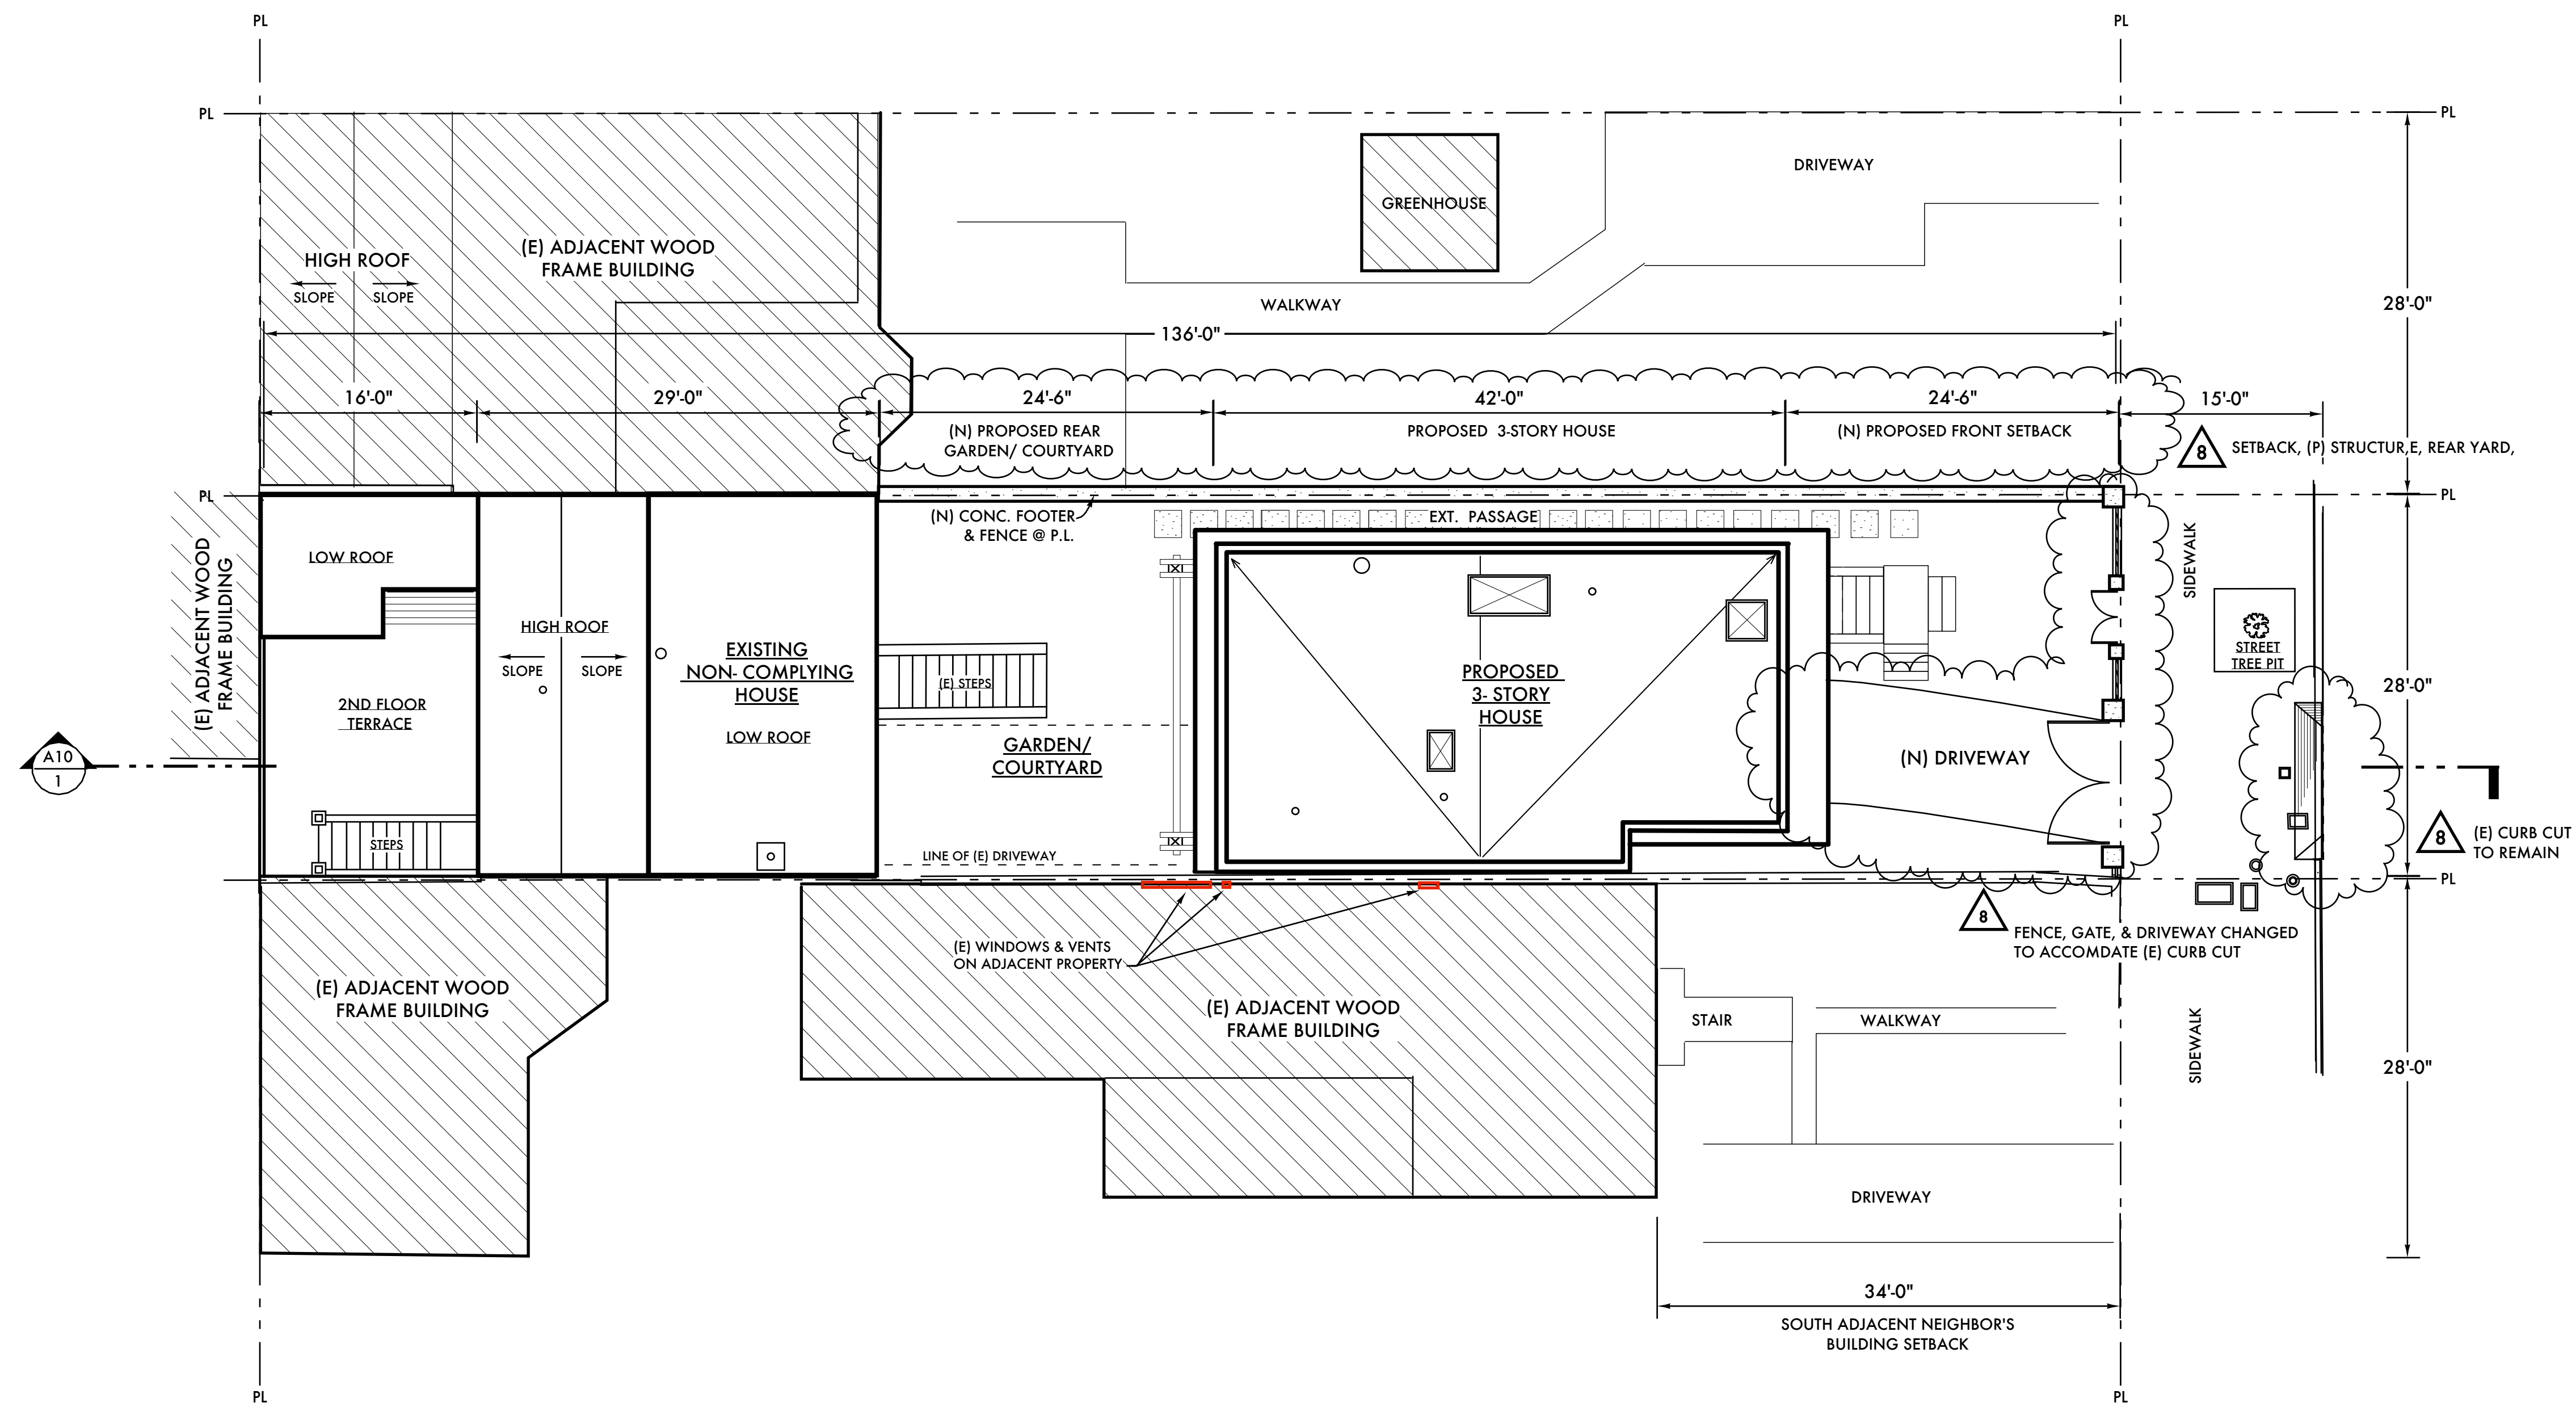 PL
PL
PL
PL
DRIVEWAY
GREENHOUSE
(E) ADJACENT WOOD
FRAME BUILDING
HIGH ROOF
SLOPE
SLOPE
WALKWAY
28'-0"
136'-0"
16'-0"
29'-0"
24'-6"
42'-0"
24'-6"
15'-0"
(N) PROPOSED REAR
GARDEN/ COURTYARD
PROPOSED 3-STORY HOUSE
(N) PROPOSED FRONT SETBACK
8
SETBACK, (P) STRUCTUR,E, REAR YARD,
PL
PL
(N) CONC. FOOTER
& FENCE @ P.L.
EXT. PASSAGE
SIDEWALK
(E) ADJACENT WOOD
FRAME BUILDING
LOW ROOF
HIGH ROOF
SLOPE
SLOPE
EXISTING
NON- COMPLYING
HOUSE
LOW ROOF
(E) STEPS
PROPOSED
3- STORY
HOUSE
STREET
TREE PIT
28'-0"
2ND FLOOR
TERRACE
GARDEN/
COURTYARD
(N) DRIVEWAY
A10
1
STEPS
LINE OF (E) DRIVEWAY
8
(E) CURB CUT
TO REMAIN
PL
8
FENCE, GATE, & DRIVEWAY CHANGED
TO ACCOMDATE (E) CURB CUT
(E) WINDOWS & VENTS
ON ADJACENT PROPERTY
(E) ADJACENT WOOD
FRAME BUILDING
(E) ADJACENT WOOD
FRAME BUILDING
STAIR
WALKWAY
SIDEWALK
28'-0"
DRIVEWAY
34'-0"
SOUTH ADJACENT NEIGHBOR'S
BUILDING SETBACK
PL
PL